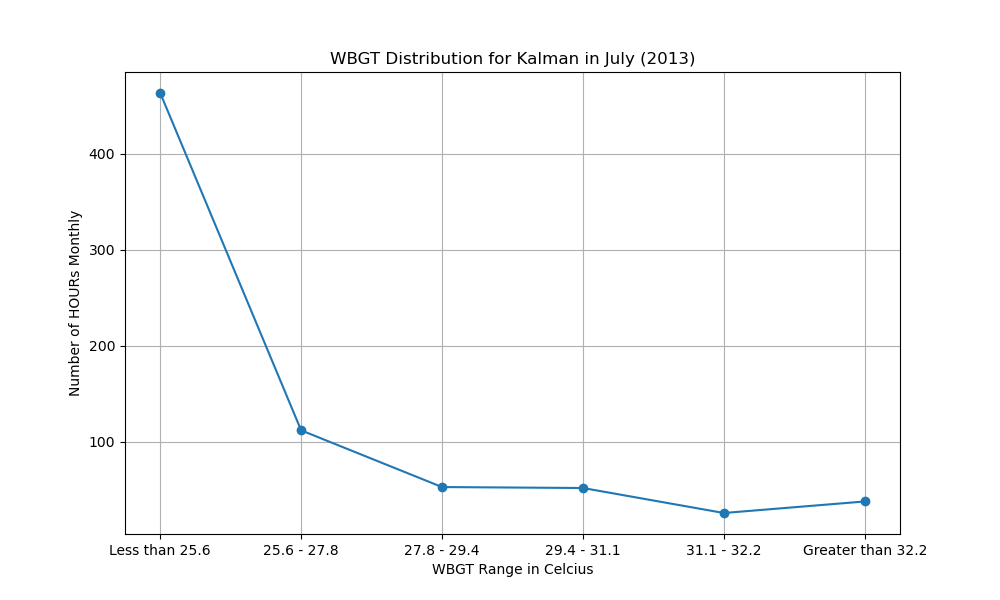 WBGT Distribution for Kalman in July (2013)
Number of HOURs Monthly
400
300
200
100
Less than 25.6
25.6 - 27.8
27.8 - 29.4
29.4 - 31.1
31.1 - 32.2
Greater than 32.2
WBGT Range in Celcius